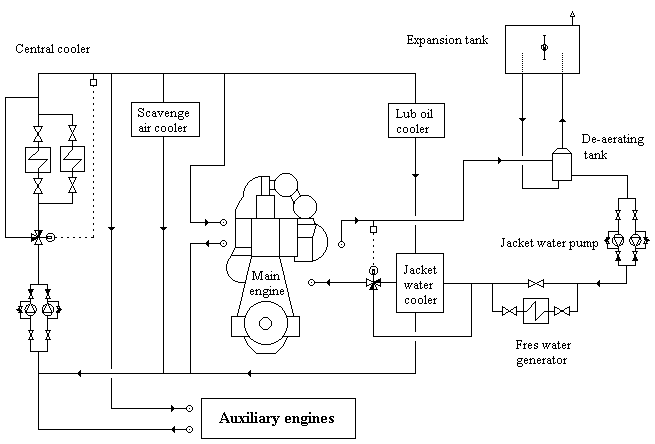 Central cooler
Expansion tank
Scavenge
air cooler
Lub oil
cooler
De-aerating
tank
Jacket water pump
Main
engine
Jacket
water
cooler
Fres water
generator
Auxiliary engines